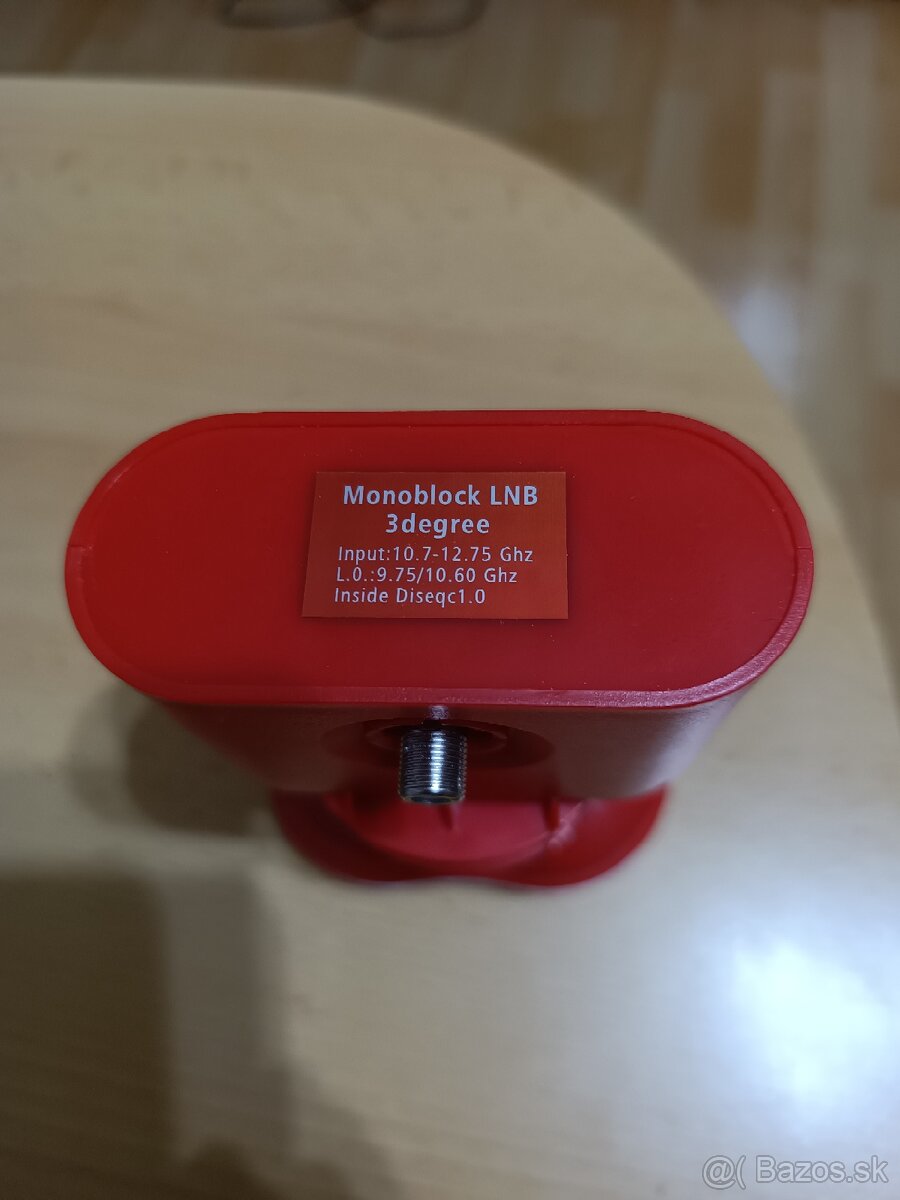 Monoblock LNB
3degree
Input:10.7-12.75 Ghz
L.0.:9.75/10.60 Ghz
Inside Diseqc1.0
@( Bazos.sk